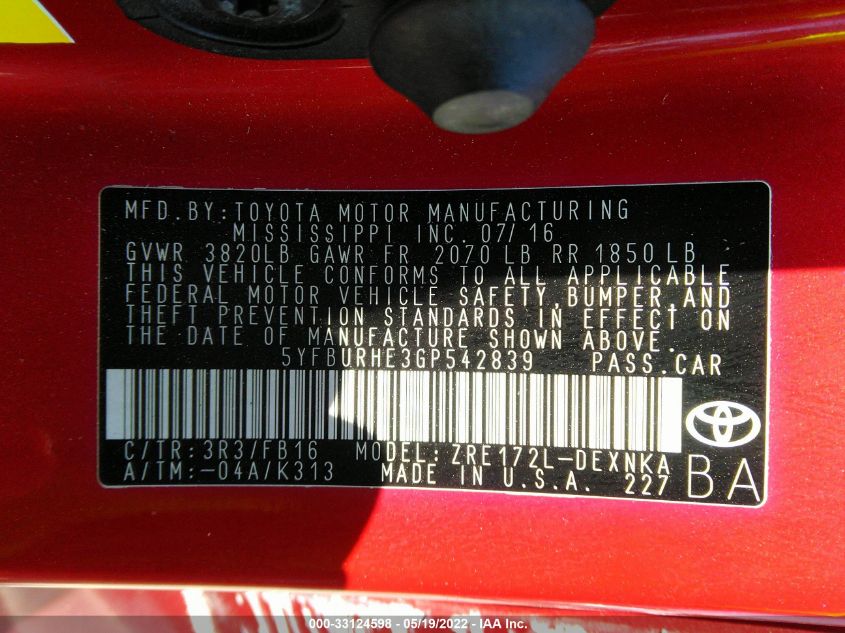 MFD.BY:TOYOTA MOTOR MANUFACTURING
MISSISSIPPI INC. 07/16
GVWR 3820LB GAWR FR 2070 LB RR 1850 LB
THIS VEHICLE CONFORMS TO ALL APPLICABLE
FEDERAL MOTOR VEHICLE SAFETY,BUMPER,AND
THEFT PREVENTION STANDARDS IN EFFECT ON
THE DATE OF MANUFACTURE SHOWN ABOVE.
5YFBURHE3GP542839 PASS.CAR
C/TR:3R3/FB16 MODEL:ZRE172L-DEXNKA
A/TM:-04A/K313 MADE IN U.S.A. 227
BA
000-33124598 - 05/19/2022 - IAA Inc.